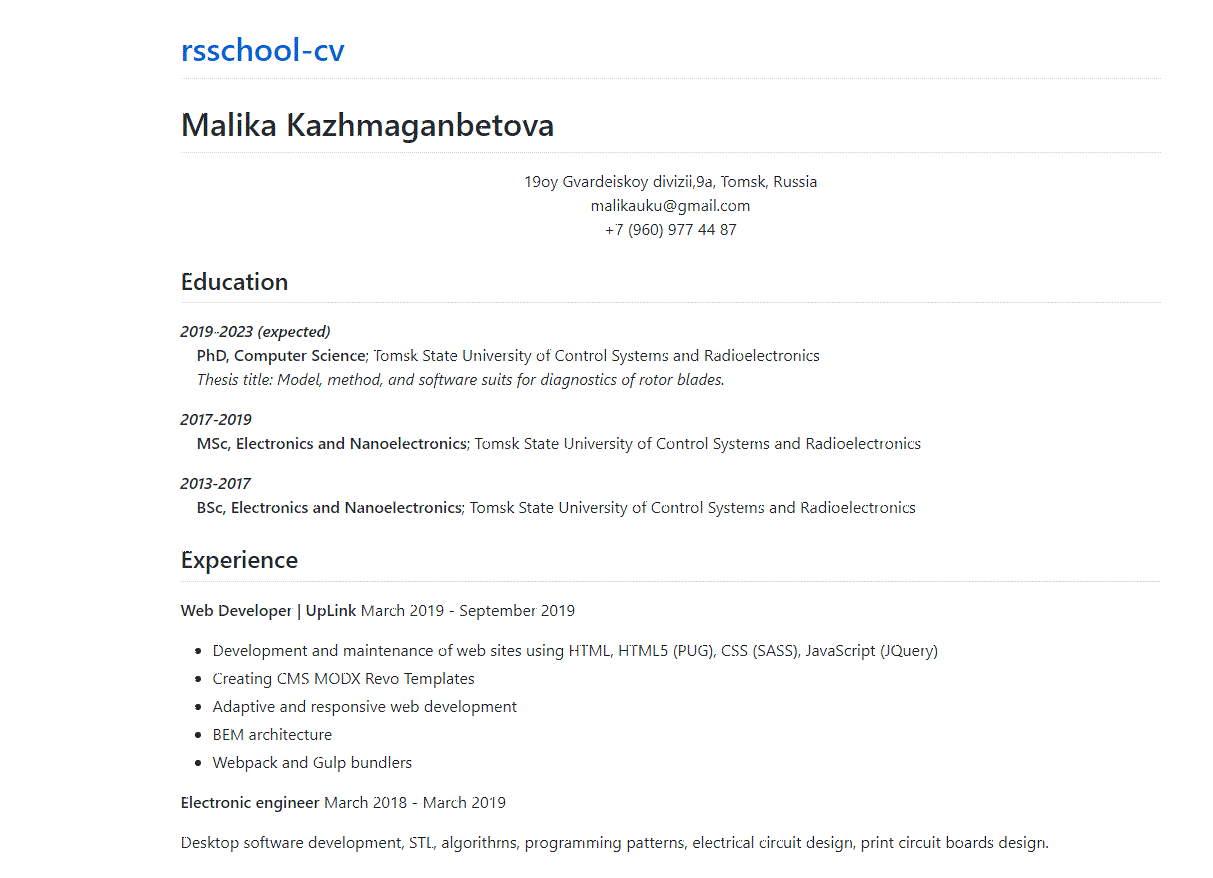 rsschool-cv
Malika Kazhmaganbetova
19oy Gvardeiskoy divizii,9a, Tomsk, Russia
malikauku@gmail.com
+7 (960) 977 44 87
Education
2019-2023 (expected)
PhD, Computer Science; Tomsk State University of Control Systems and Radioelectronics
Thesis title: Model, method, and software suits for diagnostics of rotor blades.
2017-2019
MSc, Electronics and Nanoelectronics; Tomsk State University of Control Systems and Radioelectronics
2013-2017
BSc, Electronics and Nanoelectronics; Tomsk State University of Control Systems and Radioelectronics
Experience
Web Developer | UpLink March 2019 - September 2019
• Development and maintenance of web sites using HTML, HTML5 (PUG), CSS (SASS), JavaScript (JQuery)
• Creating CMS MODX Revo Templates
• Adaptive and responsive web development
• BEM architecture
• Webpack and Gulp bundlers
Electronic engineer March 2018 - March 2019
Desktop software development, STL, algorithms, programming patterns, electrical circuit design, print circuit boards design.